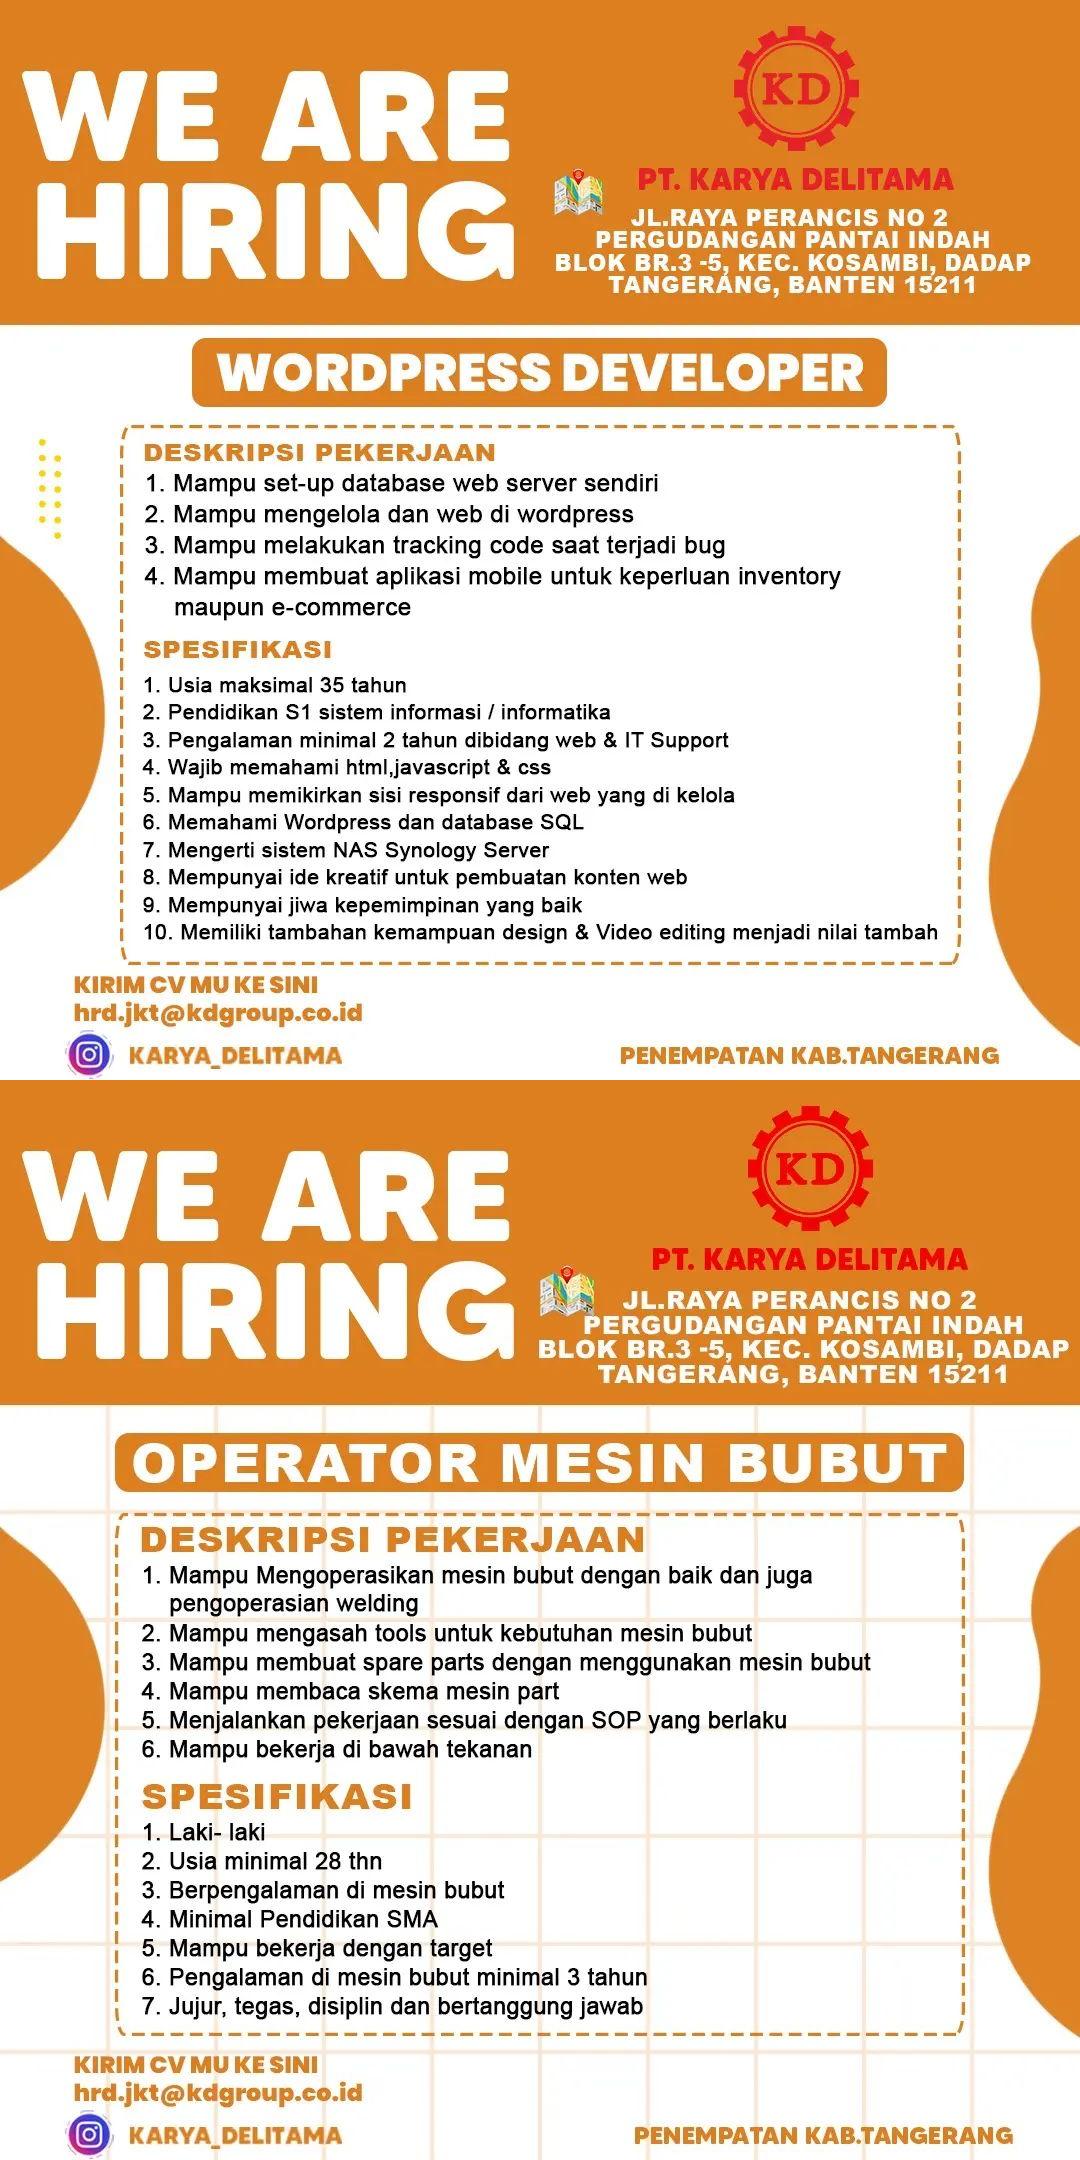 WE ARE
HIRING
KD
PT. KARYA DELITAMA
JL.RAYA PERANCIS NO 2
PERGUDANGAN PANTAI INDAH
BLOK BR.3 -5, KEC. KOSAMBI, DADAP
TANGERANG, BANTEN 15211
WORDPRESS DEVELOPER
DESKRIPSI PEKERJAAN
1. Mampu set-up database web server sendiri
2. Mampu mengelola dan web di wordpress
3. Mampu melakukan tracking code saat terjadi bug
4. Mampu membuat aplikasi mobile untuk keperluan inventory
maupun e-commerce
SPESIFIKASI
1. Usia maksimal 35 tahun
2. Pendidikan S1 sistem informasi / informatika
3. Pengalaman minimal 2 tahun dibidang web & IT Support
4. Wajib memahami html,javascript & css
5. Mampu memikirkan sisi responsif dari web yang di kelola
6. Memahami Wordpress dan database SQL
7. Mengerti sistem NAS Synology Server
8. Mempunyai ide kreatif untuk pembuatan konten web
9. Mempunyai jiwa kepemimpinan yang baik
10. Memiliki tambahan kemampuan design & Video editing menjadi nilai tambah
KIRIM CV MU KE SINI
hrd.jkt@kdgroup.co.id
KARYA_DELITAMA
PENEMPATAN KAB.TANGERANG
WE ARE
HIRING
KD
PT. KARYA DELITAMA
JL.RAYA PERANCIS NO 2
PERGUDANGAN PANTAI INDAH
BLOK BR.3 -5, KEC. KOSAMBI, DADAP
TANGERANG, BANTEN 15211
OPERATOR MESIN BUBUT
DESKRIPSI PEKERJAAN
1. Mampu Mengoperasikan mesin bubut dengan baik dan juga
pengoperasian welding
2. Mampu mengasah tools untuk kebutuhan mesin bubut
3. Mampu membuat spare parts dengan menggunakan mesin bubut
4. Mampu membaca skema mesin part
5. Menjalankan pekerjaan sesuai dengan SOP yang berlaku
6. Mampu bekerja di bawah tekanan
SPESIFIKASI
1. Laki- laki
2. Usia minimal 28 thn
3. Berpengalaman di mesin bubut
4. Minimal Pendidikan SMA
5. Mampu bekerja dengan target
6. Pengalaman di mesin bubut minimal 3 tahun
7. Jujur, tegas, disiplin dan bertanggung jawab
KIRIM CV MU KE SINI
hrd.jkt@kdgroup.co.id
KARYA_DELITAMA
PENEMPATAN KAB.TANGERANG